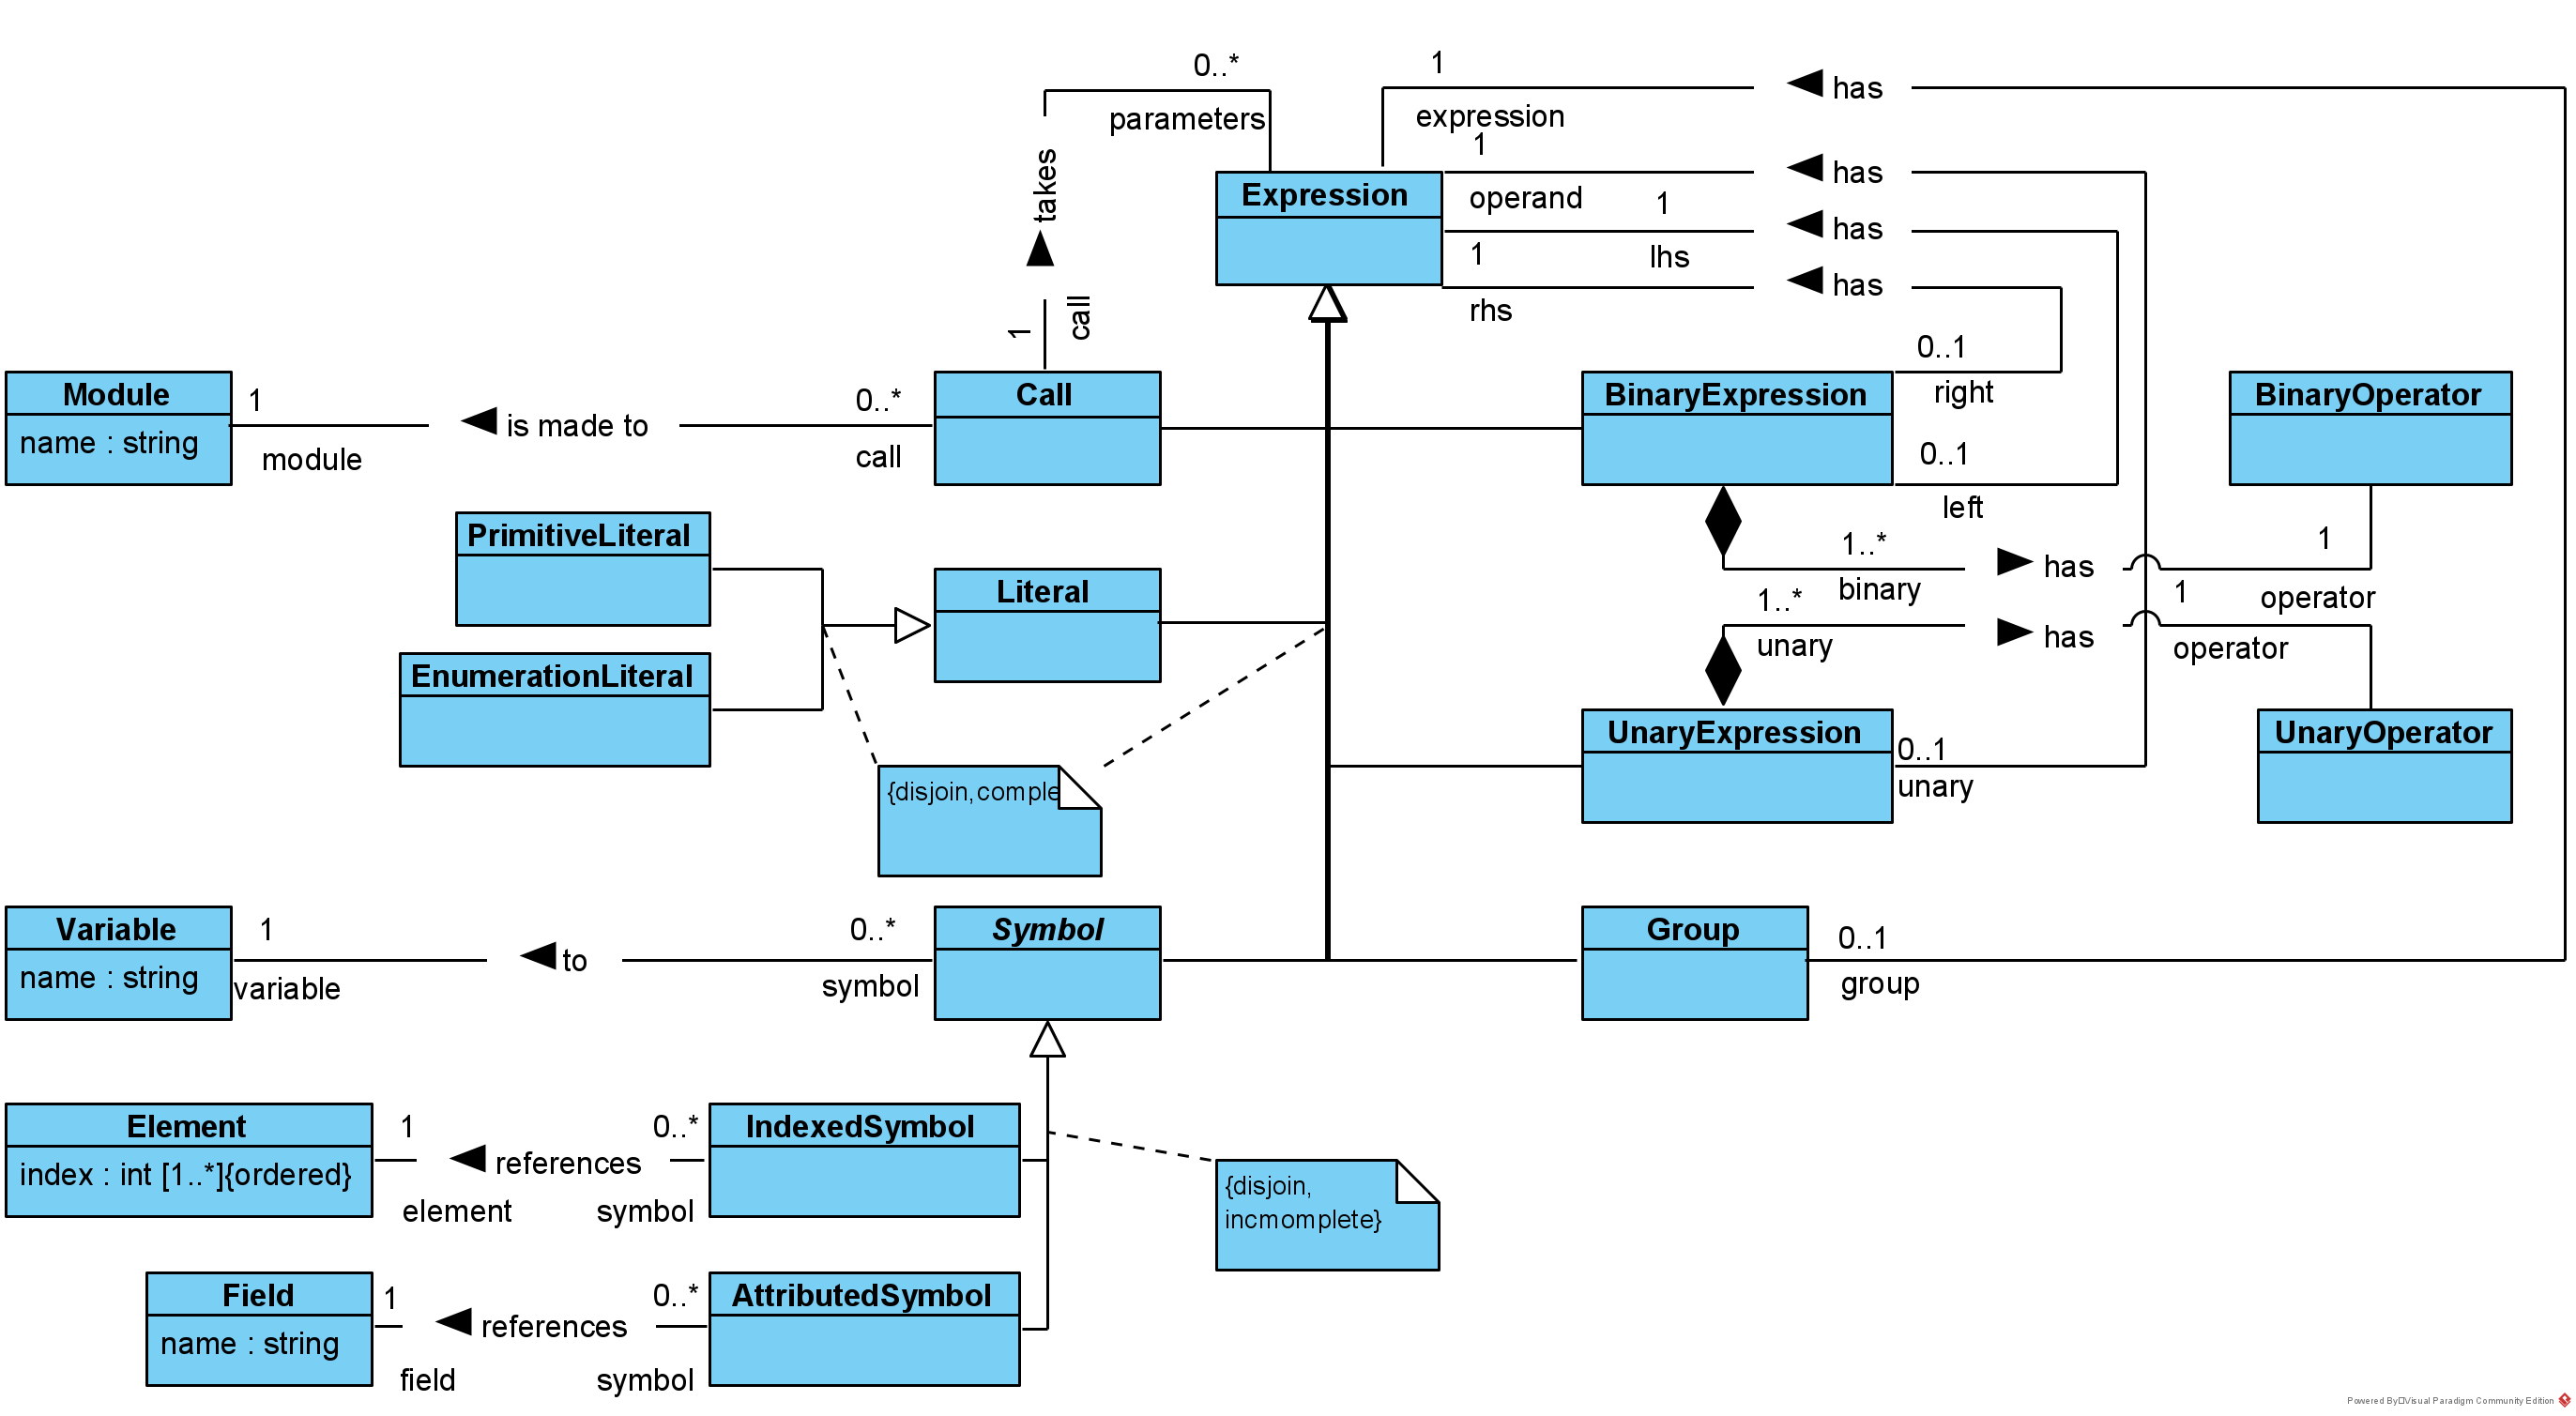 0..*
1
has
parameters
expression
1
takes
has
Expression
operand
1
has
1
lhs
has
rhs
1
call
0..1
Module
1
0..*
Call
BinaryExpression
right
BinaryOperator
name : string
is made to
module
call
0..1
left
PrimitiveLiteral
1..*
1
has
Literal
binary
1..*
1
operator
unary
has
operator
EnumerationLiteral
UnaryExpression
0..1
UnaryOperator
unary
{disjoin,comple
Variable
1
0..*
Symbol
Group
0..1
name : string
to
variable
symbol
group
Element
1
0..*
IndexedSymbol
index : int [1..*]{ordered}
references
element
symbol
{disjoin,
incmomplete}
Field
1
0..*
AttributedSymbol
name : string
references
field
symbol
Powered By Visual Paradigm Community Edition